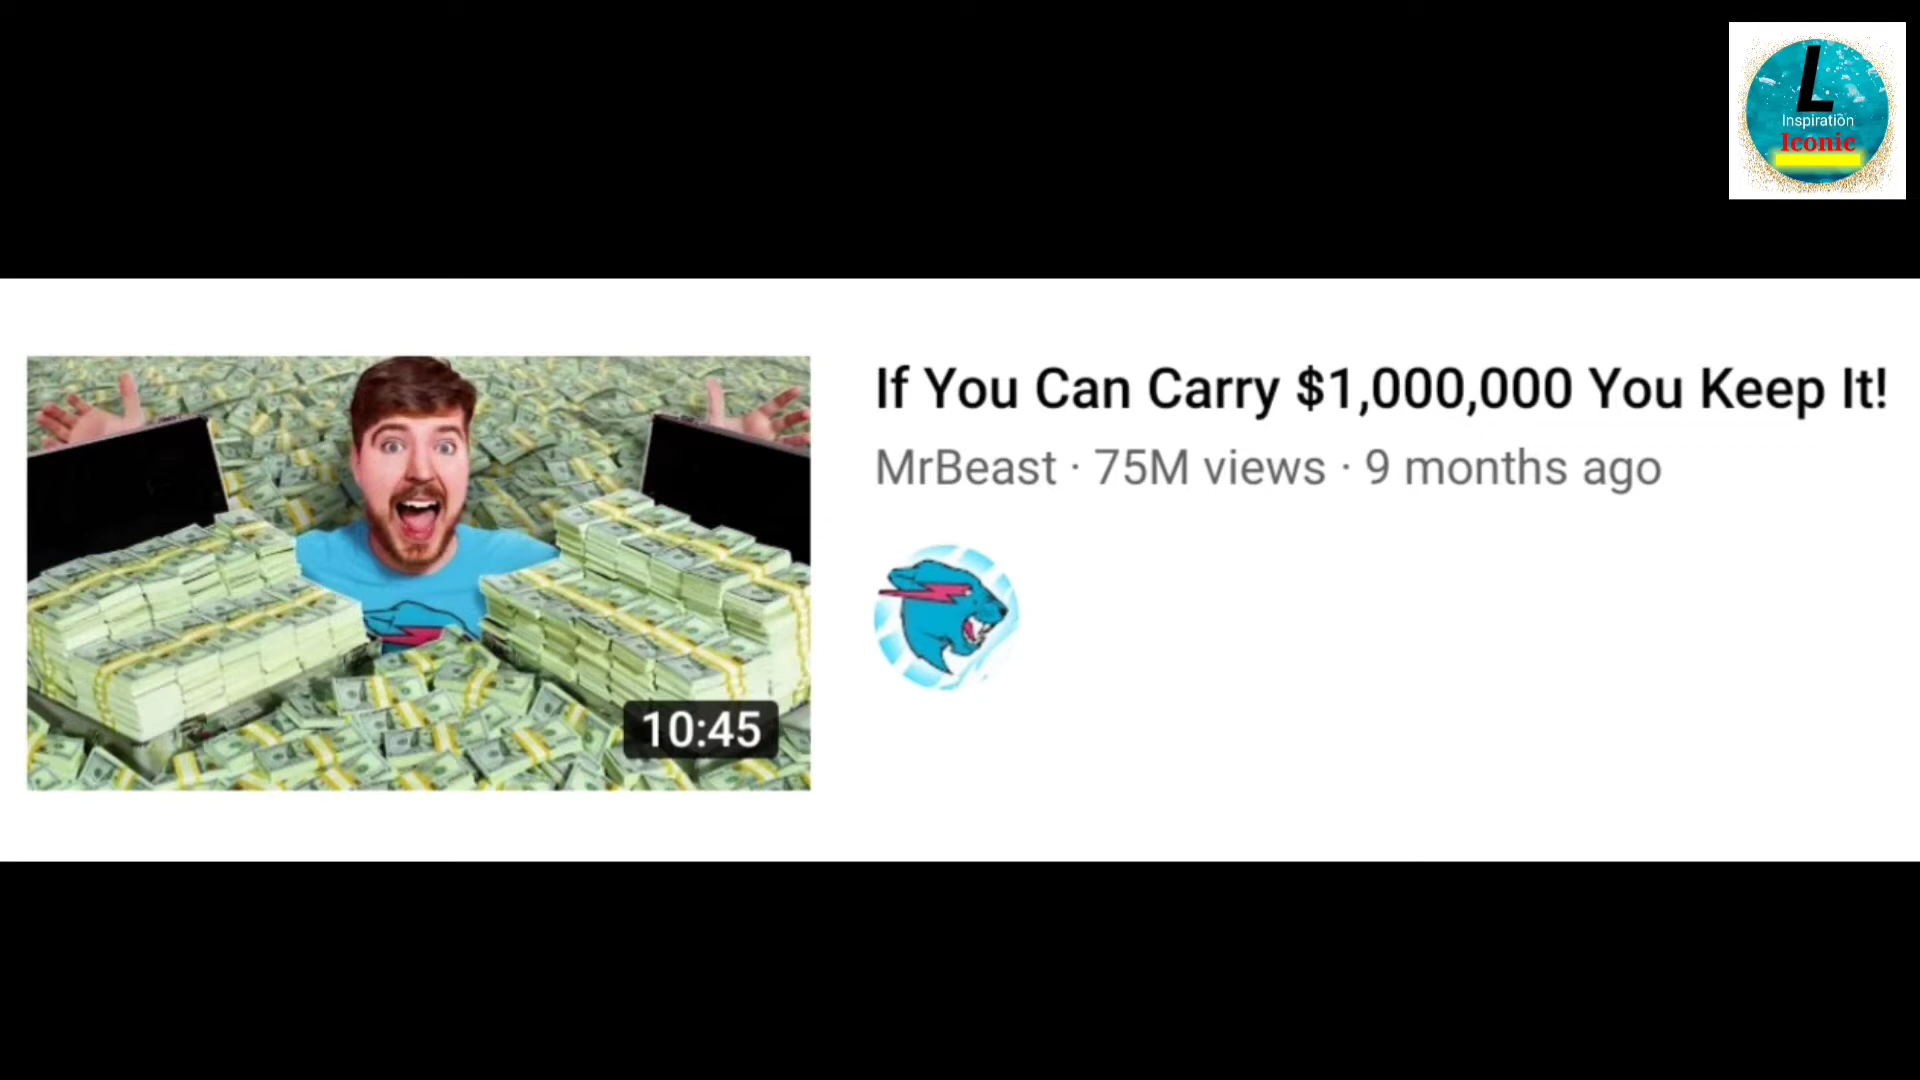 L
Inspiration
Iconic
If You Can Carry $1,000,000 You Keep It!
MrBeast · 75M views · 9 months ago
10:45